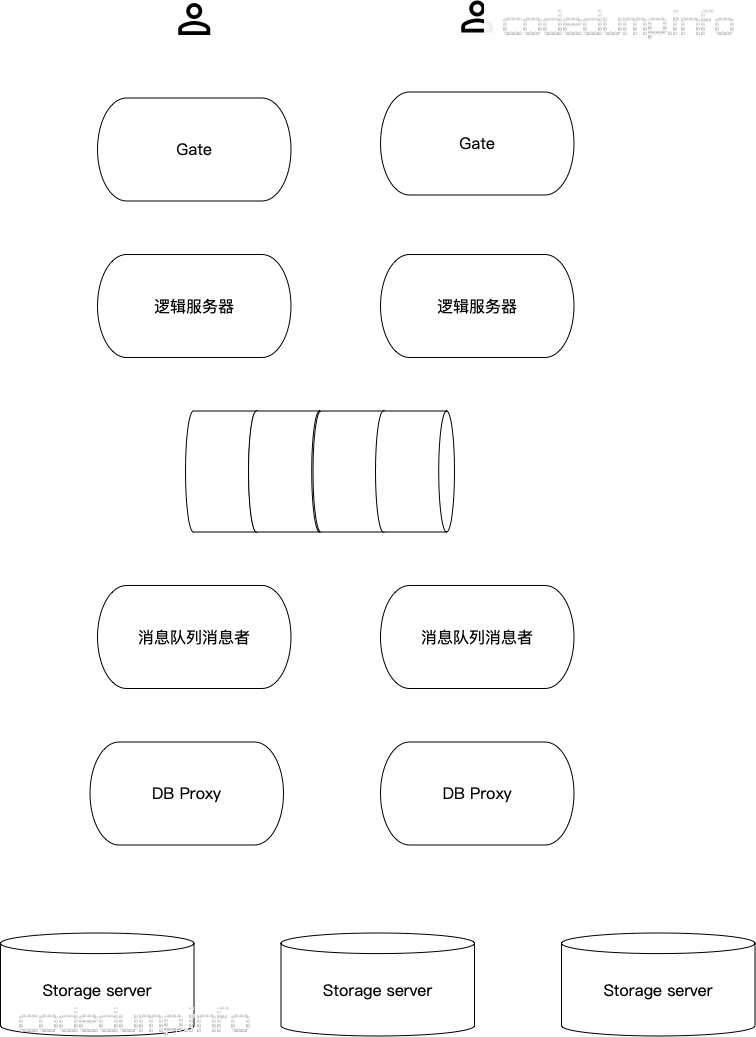 codedump.info
Gate
Gate
逻辑服务器
逻辑服务器
消息队列消息者
消息队列消息者
DB Proxy
DB Proxy
Storage server
Storage server
Storage server
codedump.info